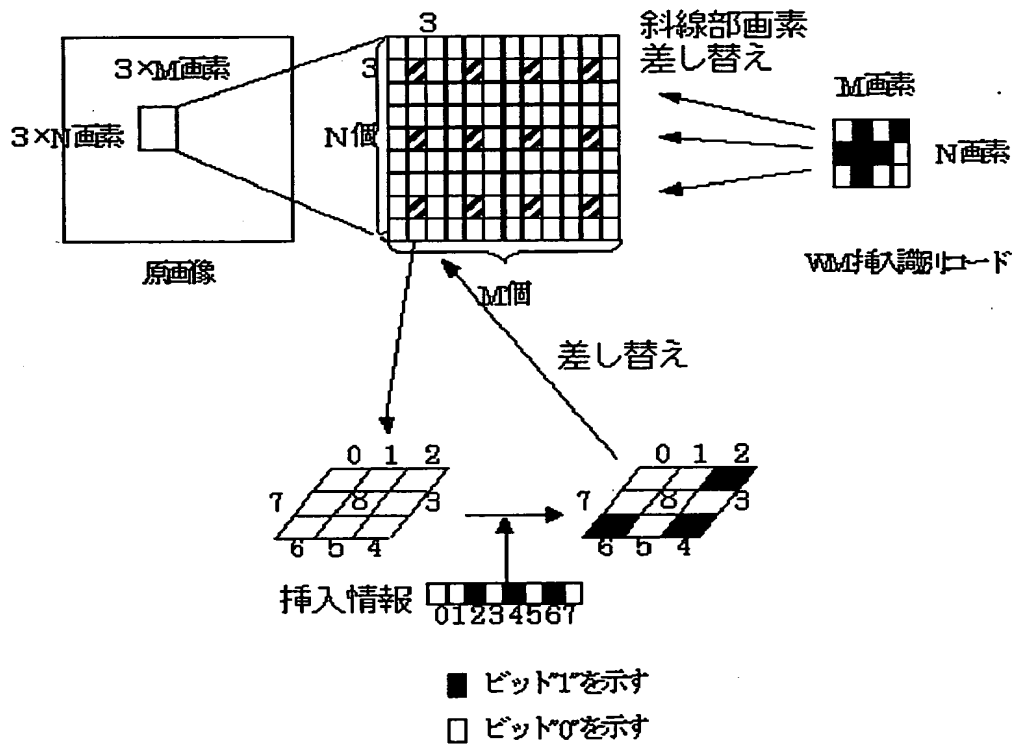 3
斜線部画素
差し替え
3×M画素
3
M画素
3×N画素
N個
N画素
原画像
WM挿入識別コード
M個
差し替え
0 1 2
7 8 3
6 5 4
0 1 2
7 8 3
6 5 4
挿入情報
01234567
ビット"1"を示す
ビット"0"を示す